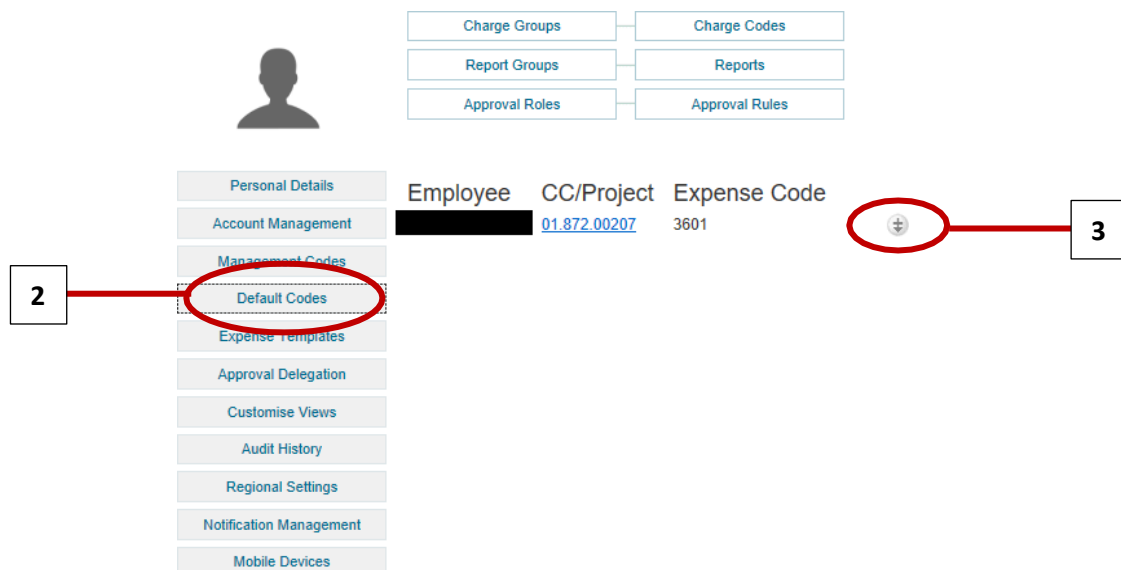 Charge Groups Charge Codes
Report Groups Reports
Approval Roles Approval Rules
Personal Details
Account Management
Management Codes
Default Codes
Expense Templates
Approval Delegation
Customise Views
Audit History
Regional Settings
Notification Management
Mobile Devices
Employee CC/Project Expense Code
01.872.00207 3601
2
3